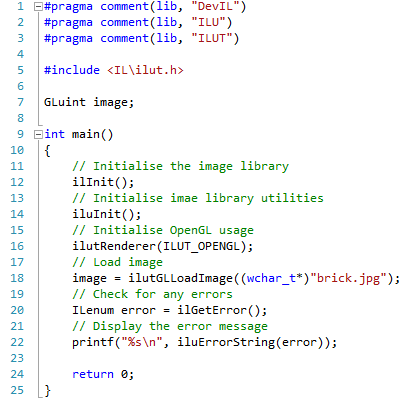 1 #pragma comment(lib, "DevIL")
2 #pragma comment(lib, "ILU")
3 #pragma comment(lib, "ILUT")
4
5 #include <IL\ilut.h>
6
7 GLuint image;
8
9 int main()
10 {
11     // Initialise the image library
12     ilInit();
13     // Initialise imae library utilities
14     iluInit();
15     // Initialise OpenGL usage
16     ilutRenderer(ILUT_OPENGL);
17     // Load image
18     image = ilutGLLoadImage((wchar_t*)"brick.jpg");
19     // Check for any errors
20     ILenum error = ilGetError();
21     // Display the error message
22     printf("%s\n", iluErrorString(error));
23
24     return 0;
25 }